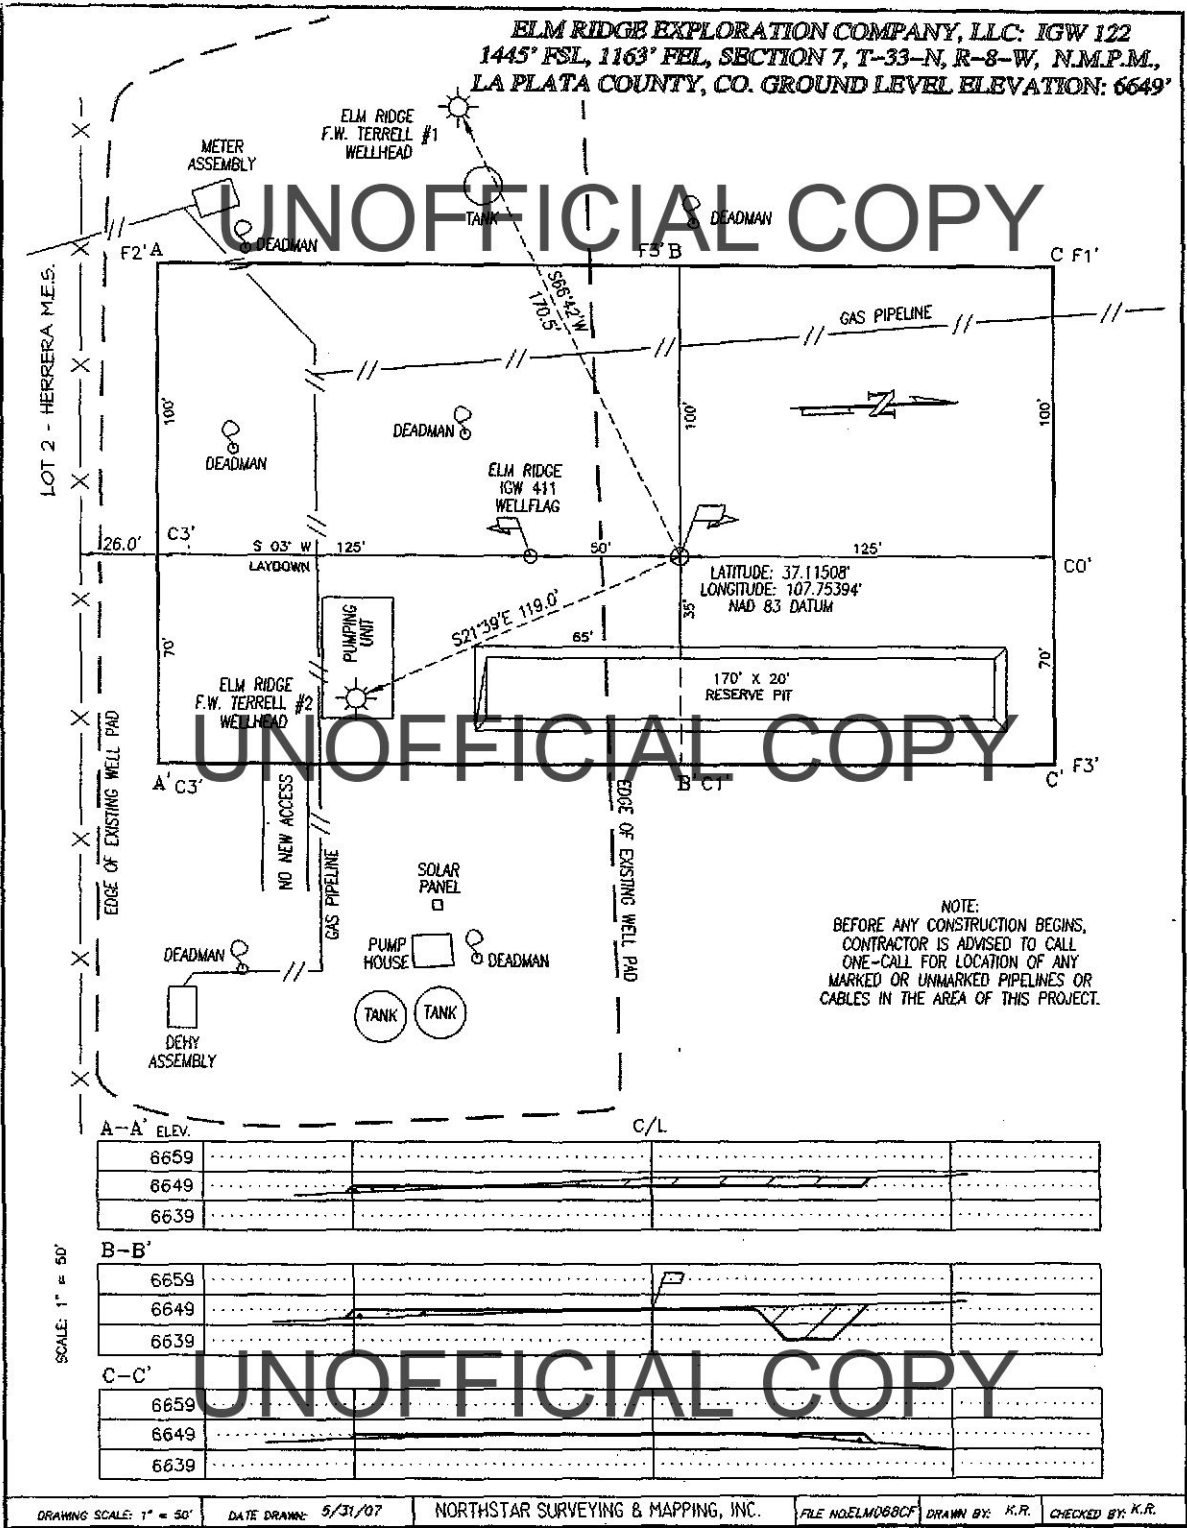 ELM RIDGE EXPLORATION COMPANY, LLC: IGW 122
1445' FSL, 1163' FEL, SECTION 7, T-33-N, R-8-W, N.M.P.M.,
LA PLATA COUNTY, CO. GROUND LEVEL ELEVATION: 6649'
ELM RIDGE
F.W. TERRELL #1
WELLHEAD
METER
ASSEMBLY
TANK
DEADMAN
DEADMAN
UNOFFICIAL COPY
F2' A
F3' B
C F1'
LOT 2 - HERRERA M.E.S.
S66°42'W
170.5'
GAS PIPELINE
N
100'
100'
100'
DEADMAN
DEADMAN
ELM RIDGE
IGW 411
WELLFLAG
26.0'
C3'
S 03° W
125'
50'
125'
C0'
LAYDOWN
LATITUDE: 37.11508°
LONGITUDE: 107.75394°
NAD 83 DATUM
S21°39'E 119.0'
35'
65'
PUMPING
UNIT
70'
70'
170' X 20'
RESERVE PIT
ELM RIDGE
F.W. TERRELL #2
WELLHEAD
UNOFFICIAL COPY
A' C3'
B' C1'
C' F3'
EDGE OF EXISTING WELL PAD
NO NEW ACCESS
GAS PIPELINE
EDGE OF EXISTING WELL PAD
SOLAR
PANEL
PUMP
HOUSE
DEADMAN
DEADMAN
TANK
TANK
DEHY
ASSEMBLY
NOTE:
BEFORE ANY CONSTRUCTION BEGINS,
CONTRACTOR IS ADVISED TO CALL
ONE-CALL FOR LOCATION OF ANY
MARKED OR UNMARKED PIPELINES OR
CABLES IN THE AREA OF THIS PROJECT.
A-A' ELEV.
C/L
6659
6649
6639
B-B'
6659
6649
6639
SCALE: 1" = 50'
UNOFFICIAL COPY
C-C'
6659
6649
6639
DRAWING SCALE: 1" = 50'
DATE DRAWN: 5/31/07
NORTHSTAR SURVEYING & MAPPING, INC.
FILE NO:ELM068CF
DRAWN BY: K.R.
CHECKED BY: K.R.